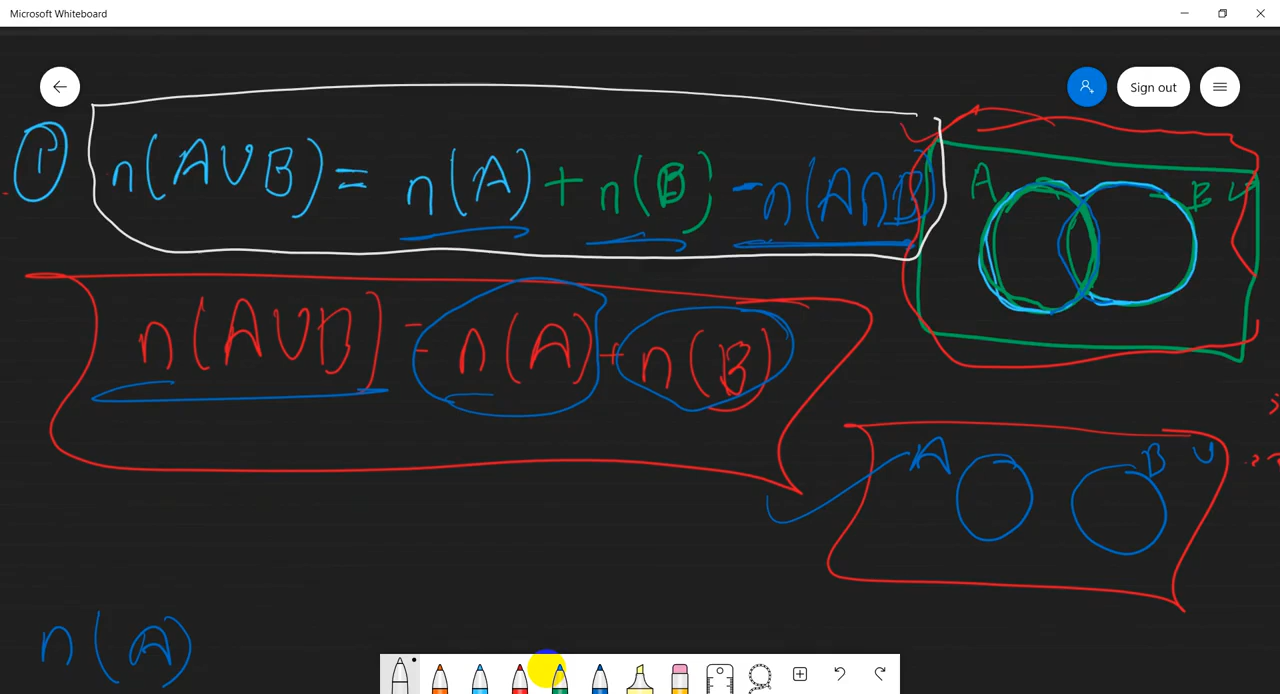 Microsoft Whiteboard
Sign out
① n(A∪B) = n(A) + n(B) - n(A∩B)
A B U
n(A∪B) = n(A) + n(B)
A B U
n(A)